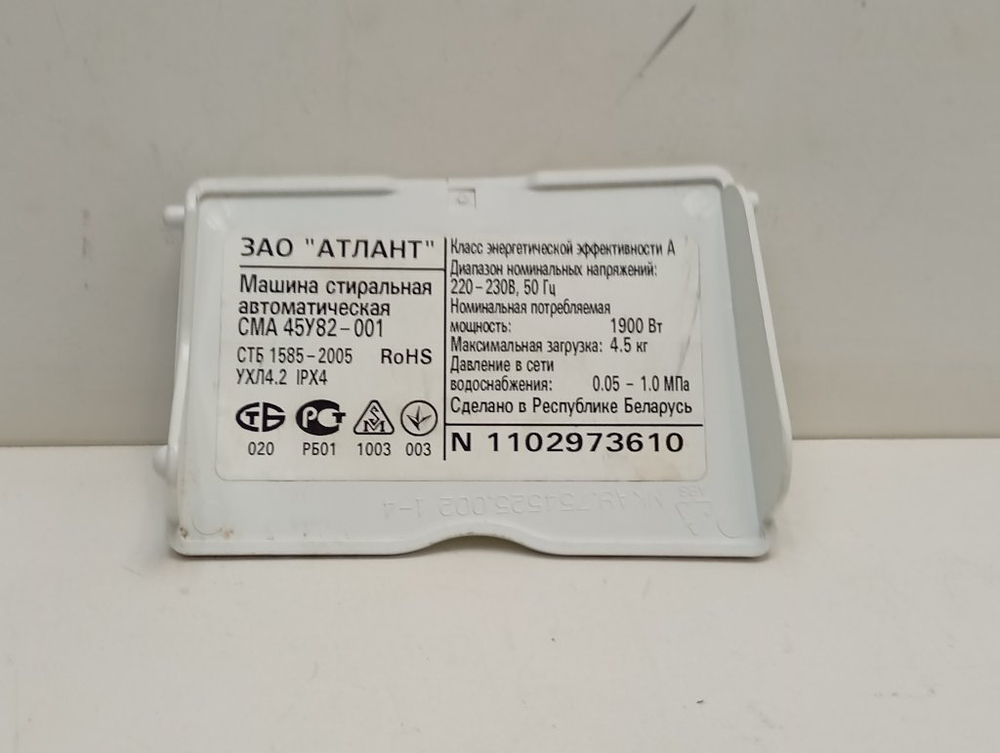 ЗАО "АТЛАНТ"
Машина стиральная
автоматическая
СМА 45У82-001
СТБ 1585-2005 RoHS
УХЛ4.2 IPX4
СТБ РСТ М
020 РБ01 1003 003
Класс энергетической эффективности А
Диапазон номинальных напряжений:
220-230В, 50 Гц
Номинальная потребляемая
мощность: 1900 Вт
Максимальная загрузка: 4.5 кг
Давление в сети
водоснабжения: 0.05 - 1.0 МПа
Сделано в Республике Беларусь
N 1102973610